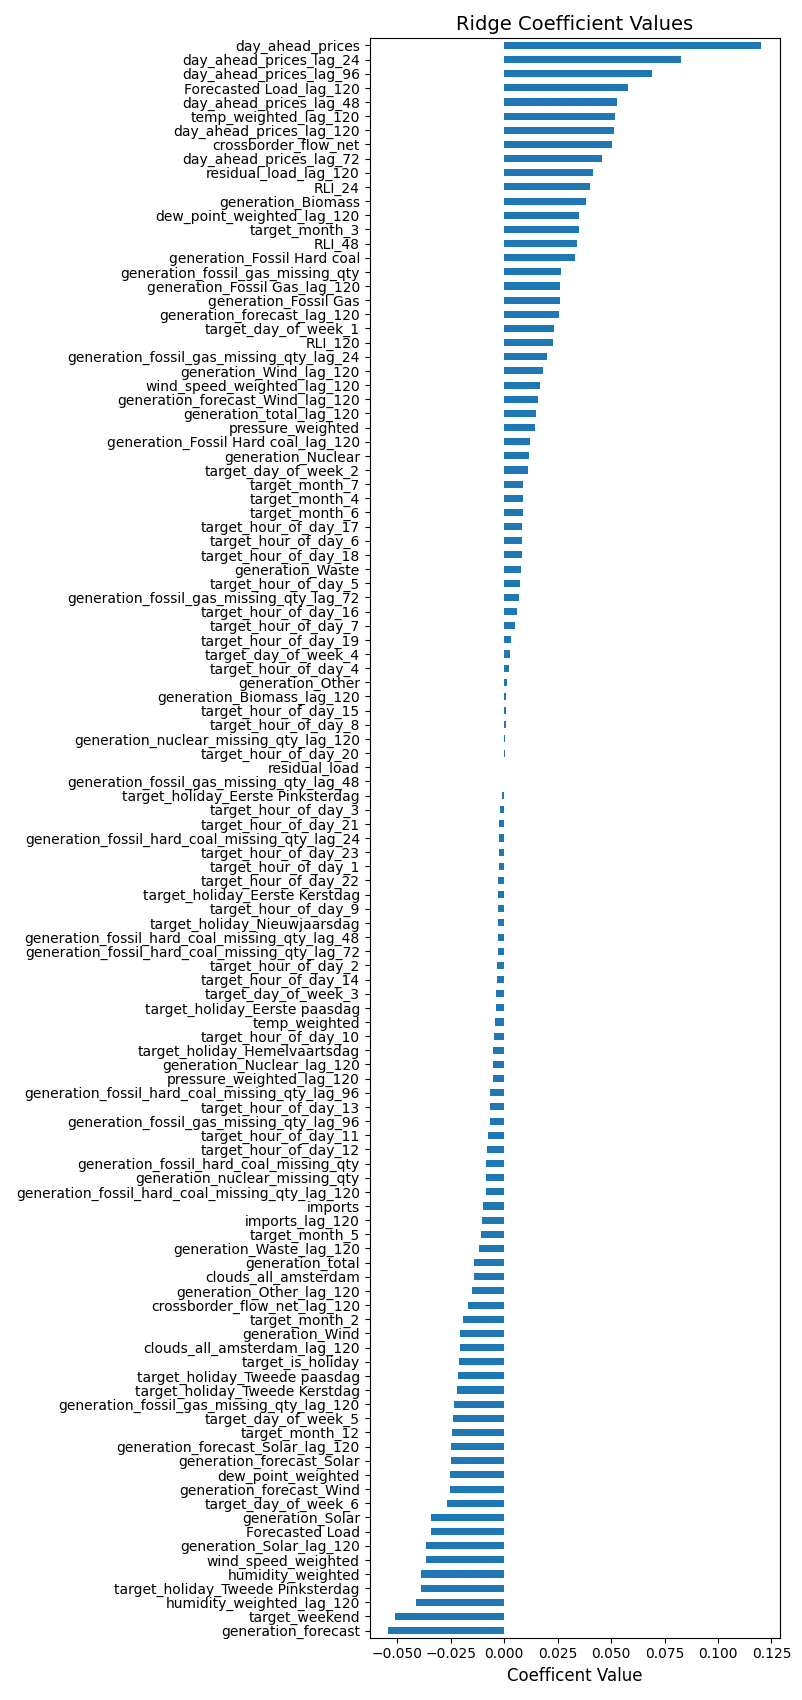 Ridge Coefficient Values
day_ahead_prices
day_ahead_prices_lag_24
day_ahead_prices_lag_96
Forecasted Load_lag_120
day_ahead_prices_lag_48
temp_weighted_lag_120
day_ahead_prices_lag_120
crossborder_flow_net
day_ahead_prices_lag_72
residual_load_lag_120
RLI_24
generation_Biomass
dew_point_weighted_lag_120
target_month_3
RLI_48
generation_Fossil Hard coal
generation_fossil_gas_missing_qty
generation_Fossil Gas_lag_120
generation_Fossil Gas
generation_forecast_lag_120
target_day_of_week_1
RLI_120
generation_fossil_gas_missing_qty_lag_24
generation_Wind_lag_120
wind_speed_weighted_lag_120
generation_forecast_Wind_lag_120
generation_total_lag_120
pressure_weighted
generation_Fossil Hard coal_lag_120
generation_Nuclear
target_day_of_week_2
target_month_7
target_month_4
target_month_6
target_hour_of_day_17
target_hour_of_day_6
target_hour_of_day_18
generation_Waste
target_hour_of_day_5
generation_fossil_gas_missing_qty_lag_72
target_hour_of_day_16
target_hour_of_day_7
target_hour_of_day_19
target_day_of_week_4
target_hour_of_day_4
generation_Other
generation_Biomass_lag_120
target_hour_of_day_15
target_hour_of_day_8
generation_nuclear_missing_qty_lag_120
target_hour_of_day_20
residual_load
generation_fossil_gas_missing_qty_lag_48
target_holiday_Eerste Pinksterdag
target_hour_of_day_3
target_hour_of_day_21
generation_fossil_hard_coal_missing_qty_lag_24
target_hour_of_day_23
target_hour_of_day_1
target_hour_of_day_22
target_holiday_Eerste Kerstdag
target_hour_of_day_9
target_holiday_Nieuwjaarsdag
generation_fossil_hard_coal_missing_qty_lag_48
generation_fossil_hard_coal_missing_qty_lag_72
target_hour_of_day_2
target_hour_of_day_14
target_day_of_week_3
target_holiday_Eerste paasdag
temp_weighted
target_hour_of_day_10
target_holiday_Hemelvaartsdag
generation_Nuclear_lag_120
pressure_weighted_lag_120
generation_fossil_hard_coal_missing_qty_lag_96
target_hour_of_day_13
generation_fossil_gas_missing_qty_lag_96
target_hour_of_day_11
target_hour_of_day_12
generation_fossil_hard_coal_missing_qty
generation_nuclear_missing_qty
generation_fossil_hard_coal_missing_qty_lag_120
imports
imports_lag_120
target_month_5
generation_Waste_lag_120
generation_total
clouds_all_amsterdam
generation_Other_lag_120
crossborder_flow_net_lag_120
target_month_2
generation_Wind
clouds_all_amsterdam_lag_120
target_is_holiday
target_holiday_Tweede paasdag
target_holiday_Tweede Kerstdag
generation_fossil_gas_missing_qty_lag_120
target_day_of_week_5
target_month_12
generation_forecast_Solar_lag_120
generation_forecast_Solar
dew_point_weighted
generation_forecast_Wind
target_day_of_week_6
generation_Solar
Forecasted Load
generation_Solar_lag_120
wind_speed_weighted
humidity_weighted
target_holiday_Tweede Pinksterdag
humidity_weighted_lag_120
target_weekend
generation_forecast
−0.050 −0.025 0.000 0.025 0.050 0.075 0.100 0.125
Coefficent Value